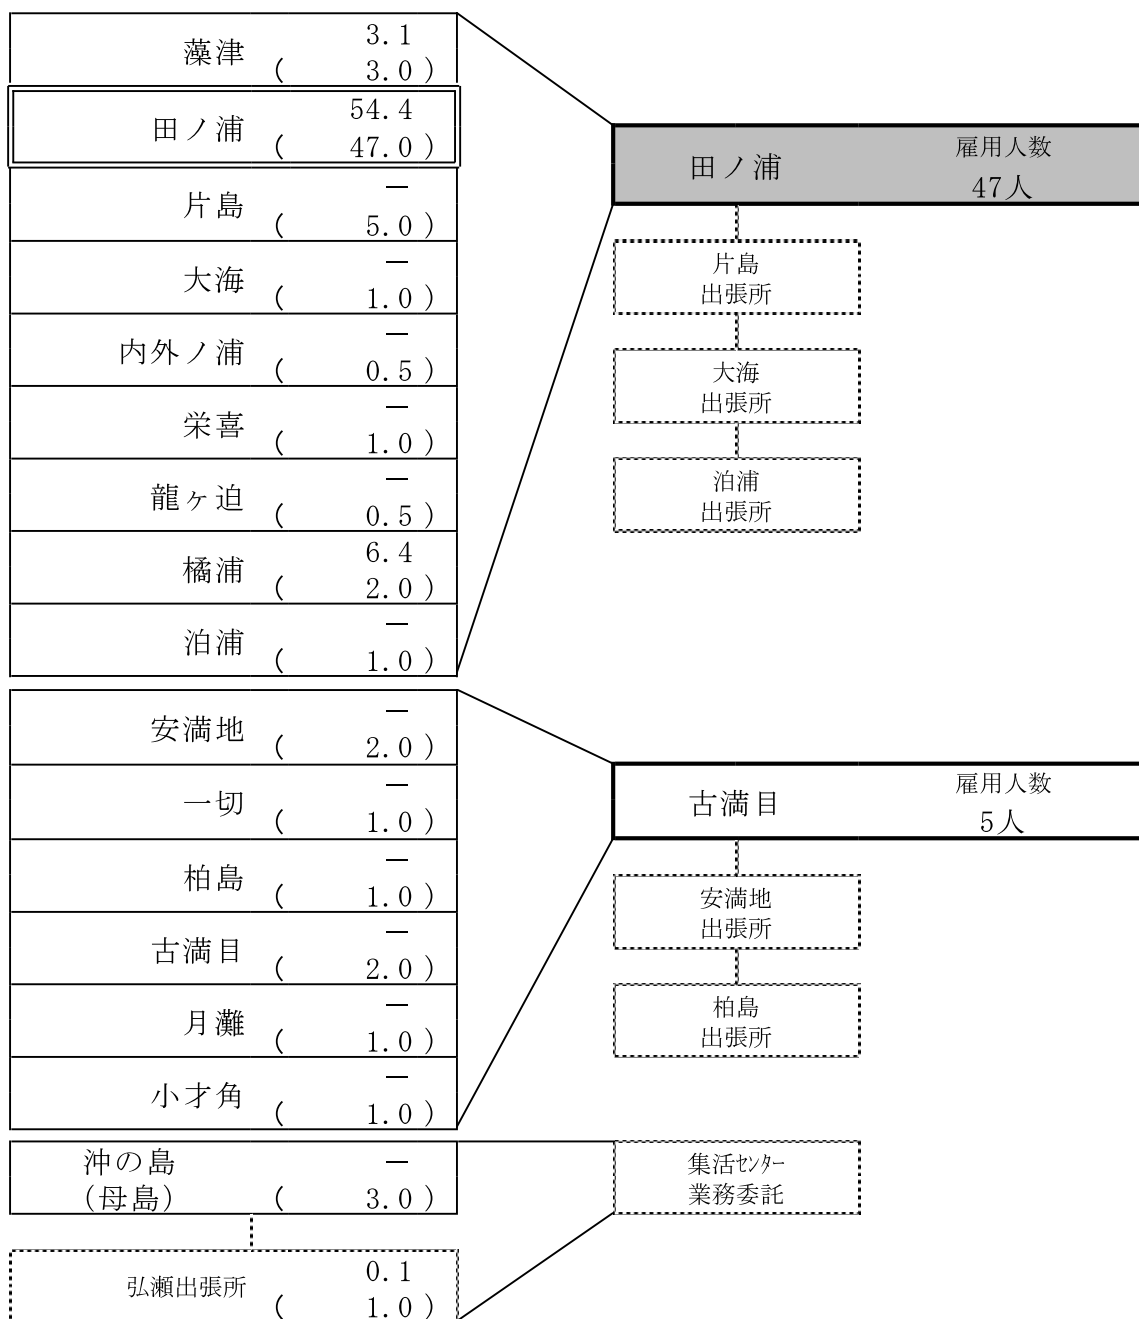 藻津 3.1
( 3.0 )
田ノ浦 54.4
( 47.0 )
片島 －
( 5.0 )
大海 －
( 1.0 )
内外ノ浦 －
( 0.5 )
栄喜 －
( 1.0 )
龍ヶ迫 －
( 0.5 )
橘浦 6.4
( 2.0 )
泊浦 －
( 1.0 )
田ノ浦 雇用人数
47人
片島
出張所
大海
出張所
泊浦
出張所
安満地 －
( 2.0 )
一切 －
( 1.0 )
柏島 －
( 1.0 )
古満目 －
( 2.0 )
月灘 －
( 1.0 )
小才角 －
( 1.0 )
古満目 雇用人数
5人
安満地
出張所
柏島
出張所
沖の島 －
(母島) ( 3.0 )
弘瀬出張所 0.1
( 1.0 )
集活ｾﾝﾀｰ
業務委託